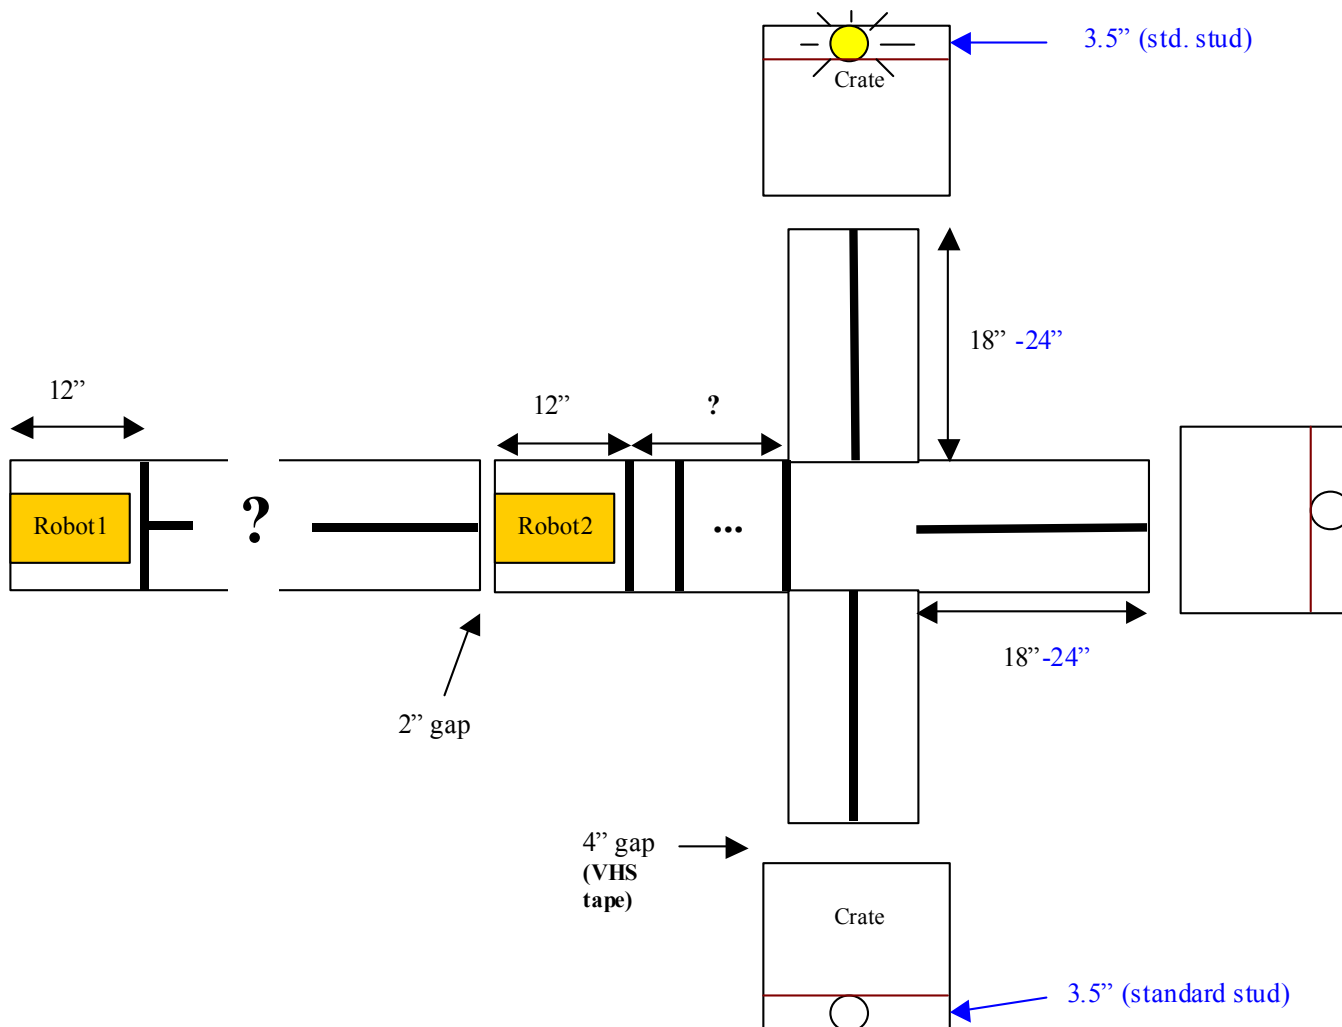 3.5” (std. stud)
Crate
18” -24”
12”
12”
?
Robot1
?
Robot2
...
18”-24”
2” gap
4” gap
(VHS
tape)
Crate
3.5” (standard stud)